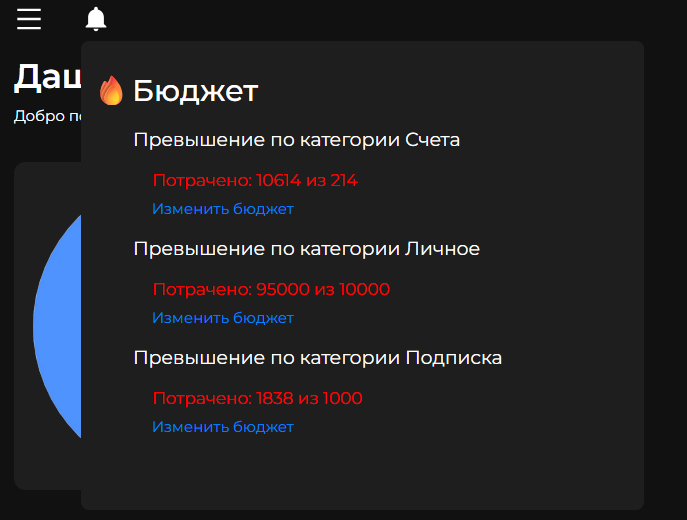 Даш
Добро по
Бюджет
Превышение по категории Счета
Потрачено: 10614 из 214
Изменить бюджет
Превышение по категории Личное
Потрачено: 95000 из 10000
Изменить бюджет
Превышение по категории Подписка
Потрачено: 1838 из 1000
Изменить бюджет